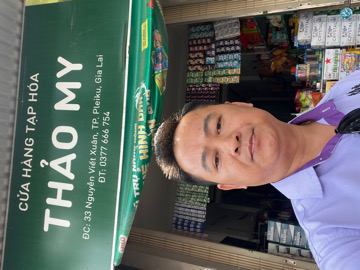 CỬA HÀNG TẠP HÓA
THẢO MY
ĐC: 33 Nguyễn Viết Xuân, TP. Pleiku, Gia Lai
ĐT: 0377 666 754